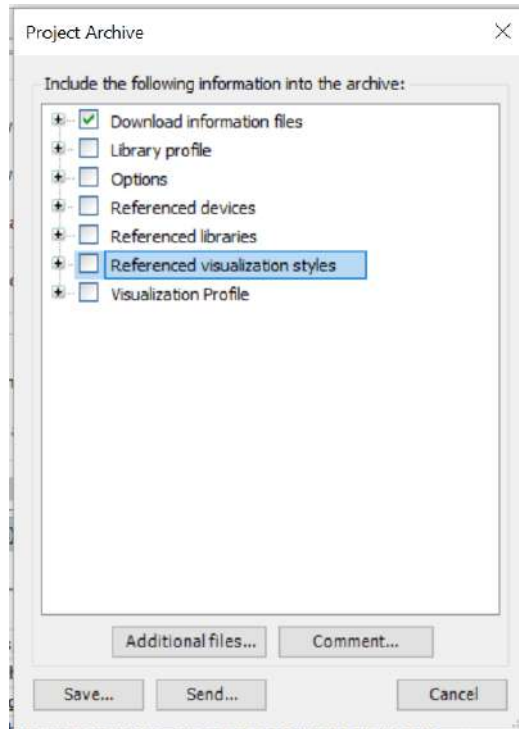 Project Archive
Include the following information into the archive:
Download information files
Library profile
Options
Referenced devices
Referenced libraries
Referenced visualization styles
Visualization Profile
Additional files... Comment...
Save... Send... Cancel